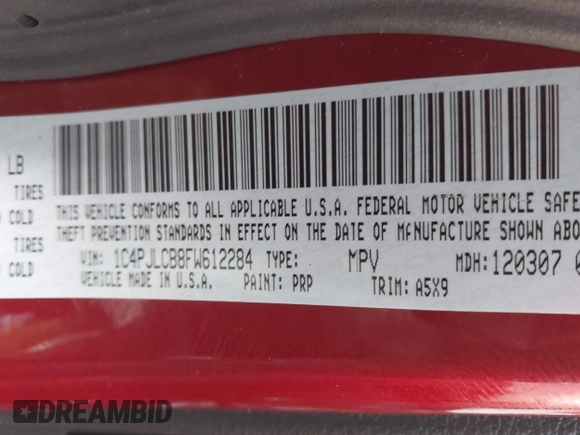 LB
TIRES
COLD
TIRES
COLD
THIS VEHICLE CONFORMS TO ALL APPLICABLE U.S.A. FEDERAL MOTOR VEHICLE SAFE
THEFT PREVENTION STANDARDS IN EFFECT ON THE DATE OF MANUFACTURE SHOWN ABO
VIN: 1C4PJLCB8FW612284 TYPE: MPV MDH: 120307 0
VEHICLE MADE IN U.S.A. PAINT: PRP TRIM: A5X9
DREAMBID